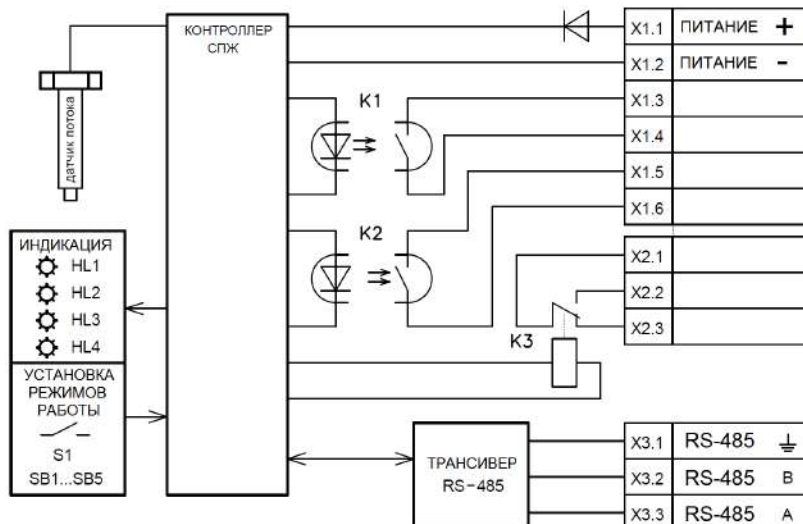 КОНТРОЛЛЕР
СПЖ
X1.1 ПИТАНИЕ +
X1.2 ПИТАНИЕ -
X1.3
X1.4
X1.5
X1.6
K1
K2
датчик потока
ИНДИКАЦИЯ
HL1
HL2
HL3
HL4
УСТАНОВКА
РЕЖИМОВ
РАБОТЫ
S1
SB1...SB5
X2.1
X2.2
X2.3
K3
ТРАНСИВЕР
RS-485
X3.1 RS-485
X3.2 RS-485 B
X3.3 RS-485 A